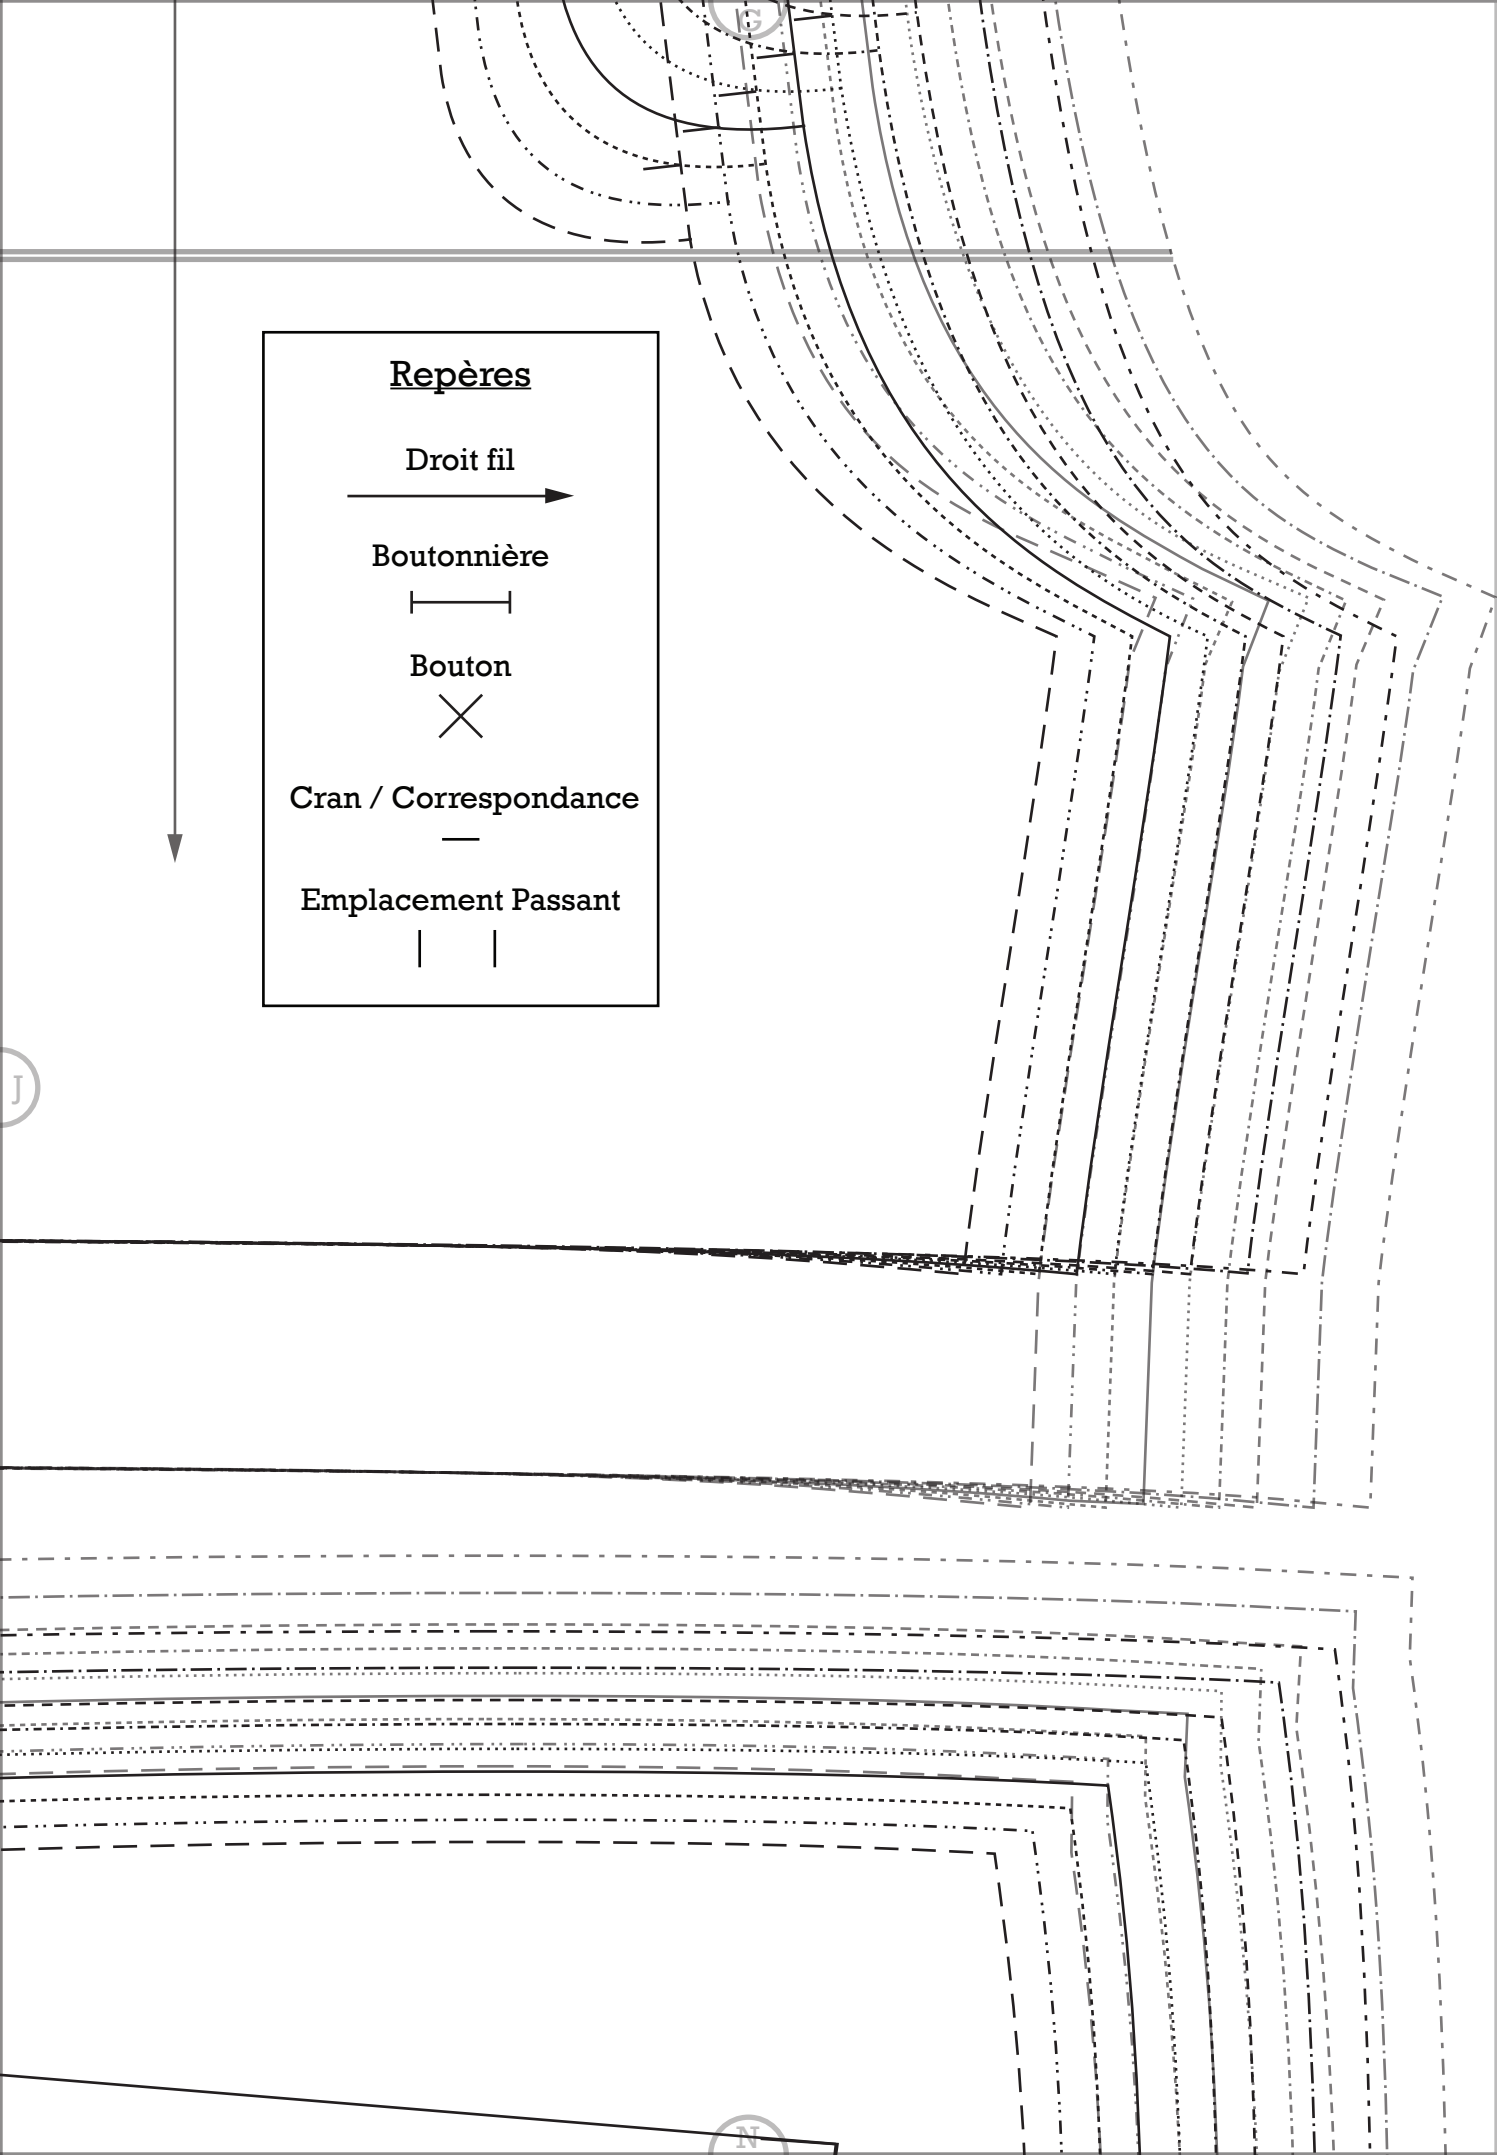 G
Repères
Droit fil
Boutonnière
Bouton
Cran / Correspondance
Emplacement Passant
J
N